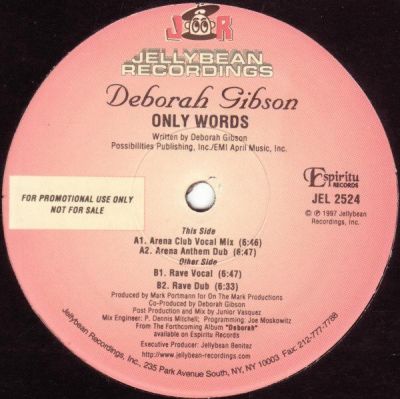 J R
JELLYBEAN
RECORDINGS
Deborah Gibson
ONLY WORDS
Written by Deborah Gibson
Possibilities Publishing, Inc./EMI April Music, Inc.
Espiritu
RECORDS
JEL 2524
℗ © 1997 Jellybean
Recordings, Inc.
FOR PROMOTIONAL USE ONLY
NOT FOR SALE
This Side
A1. Arena Club Vocal Mix (6:46)
A2. Arena Anthem Dub (8:47)
Other Side
B1. Rave Vocal (6:47)
B2. Rave Dub (6:33)
Produced by Mark Portmann for On The Mark Productions
Co-Produced by Deborah Gibson
Post Production and Mix by Junior Vasquez
Mix Engineer: P. Dennis Mitchell; Programming: Joe Moskowitz
From The Forthcoming Album "Deborah"
available on Espiritu Records
Executive Producer: Jellybean Benitez
http://www.jellybean-recordings.com
Jellybean Recordings, Inc., 235 Park Avenue South, NY, NY 10003 Fax: 212-777-7788